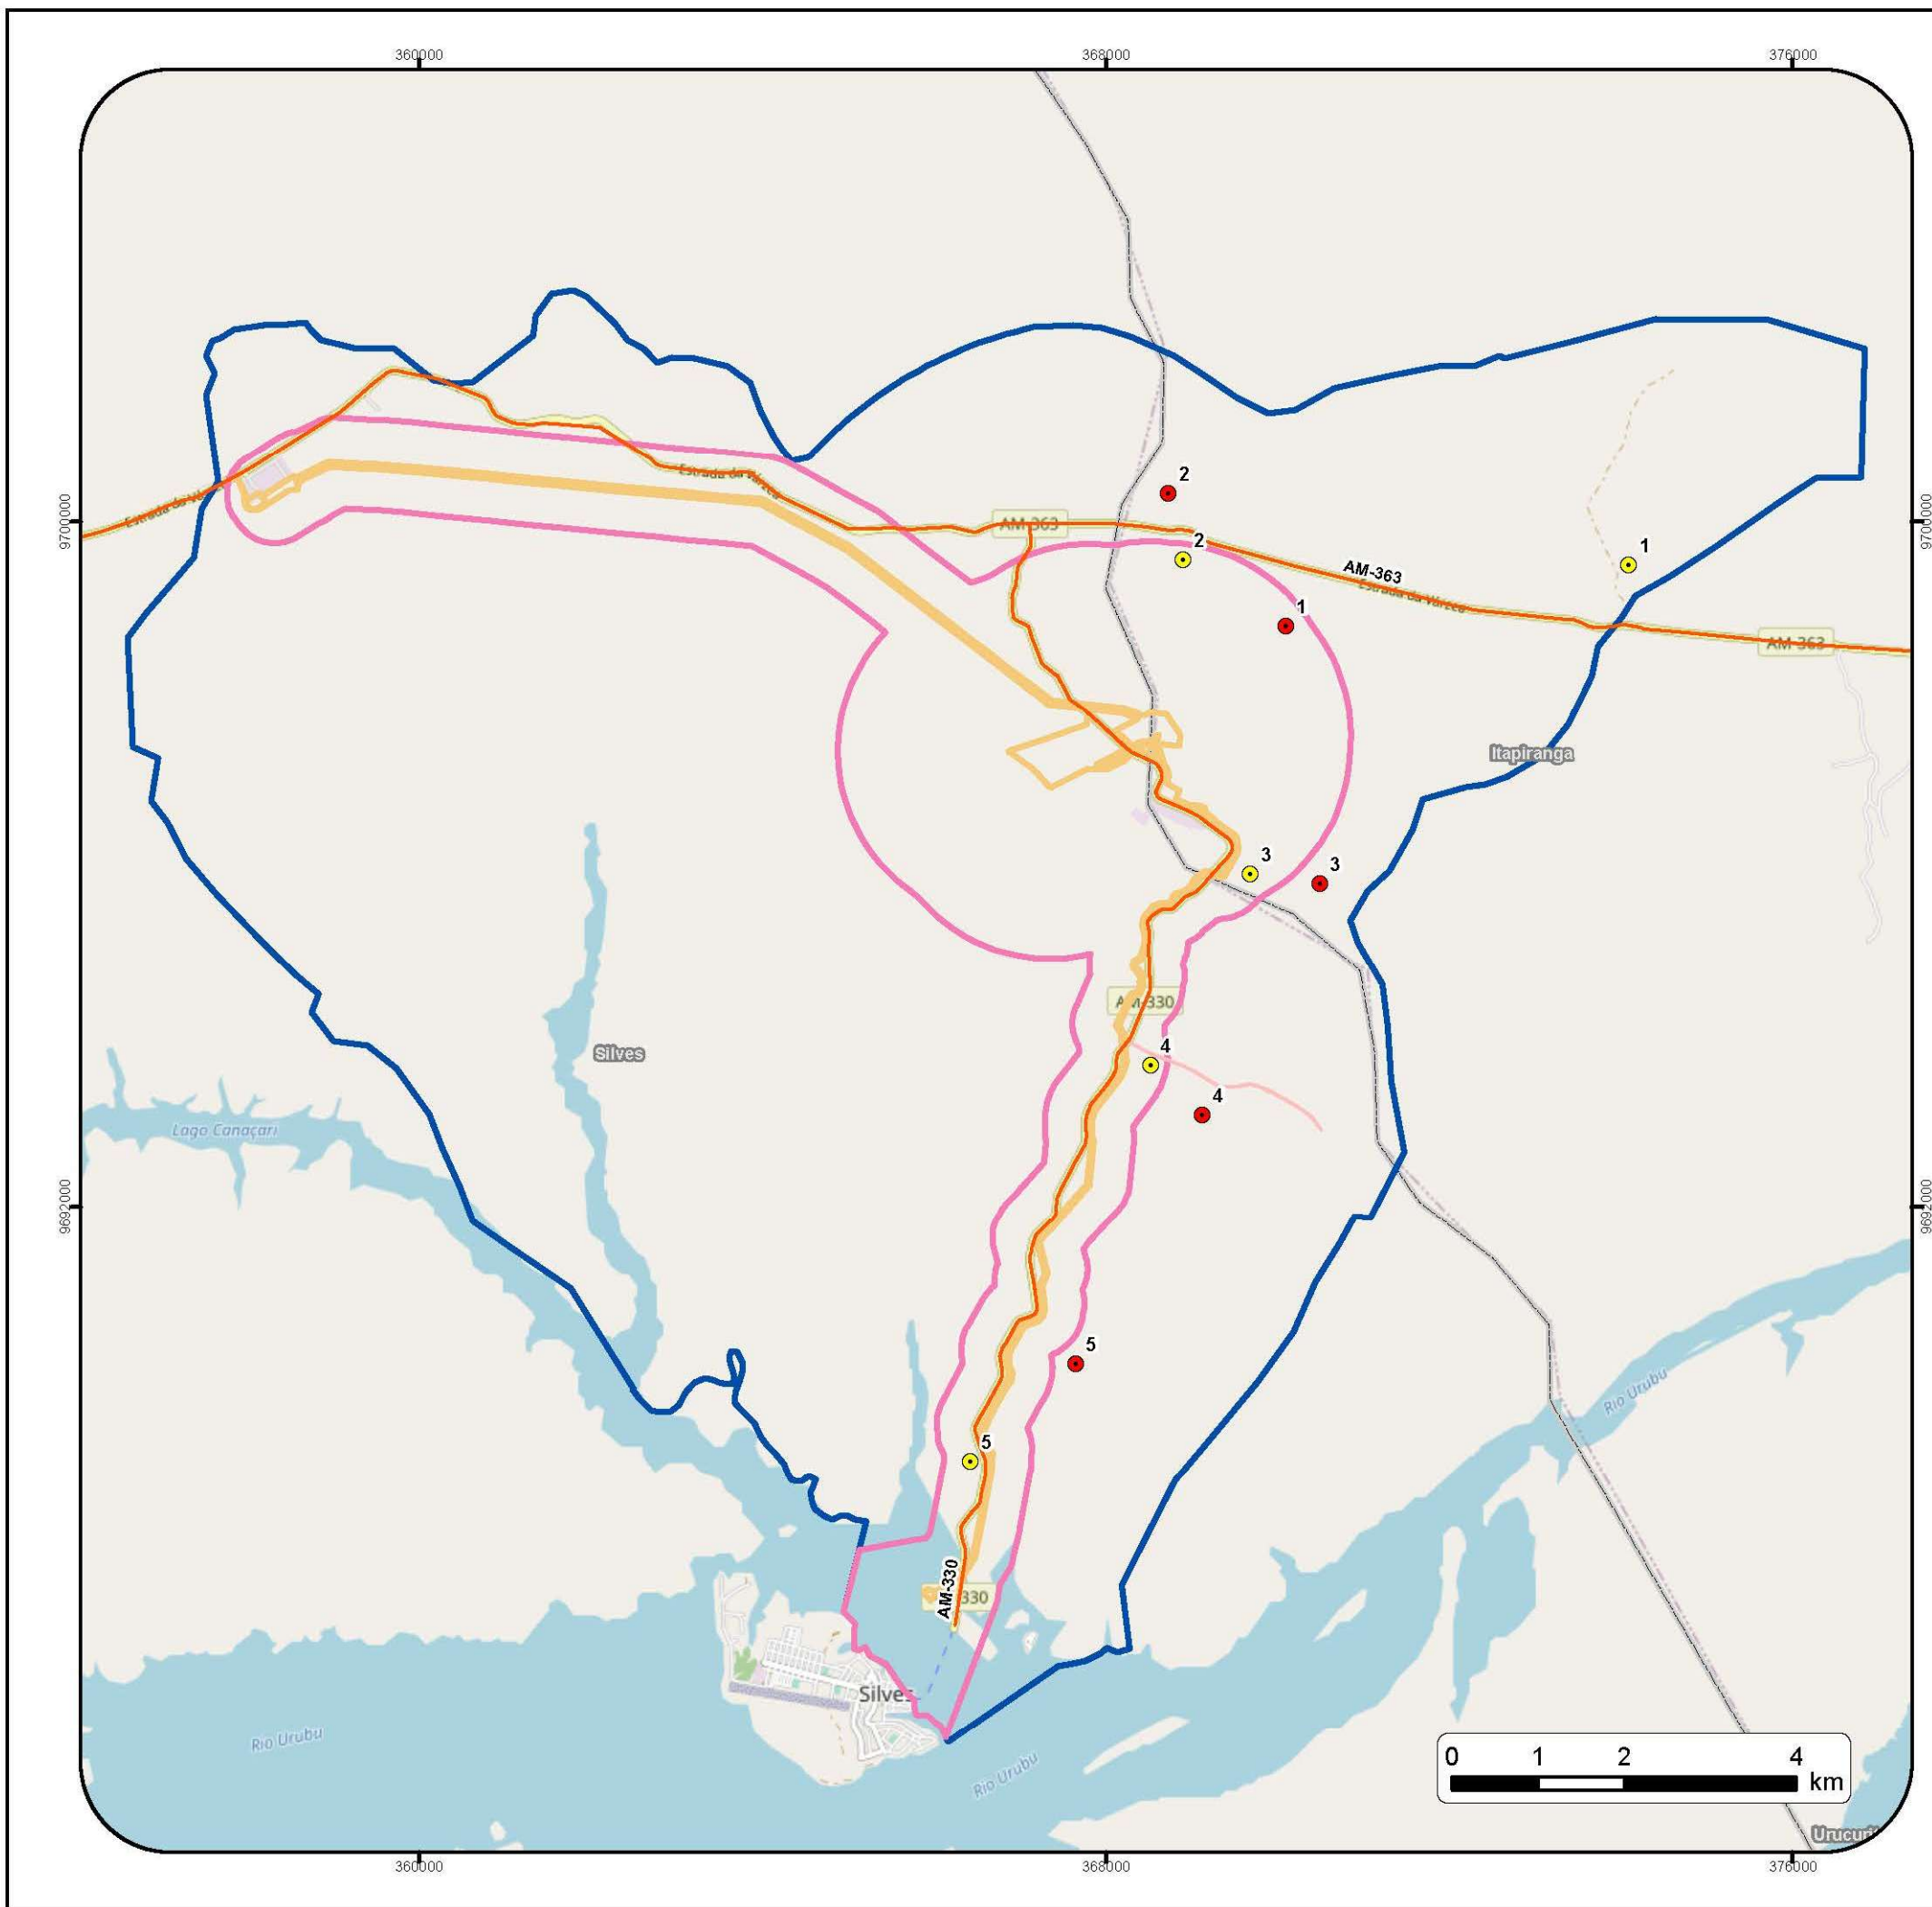 360000
368000
376000
2
9700000
9700000
Estrada da Várzea
AM-363
2
1
AM-363
Estrada da Várzea
1
AM-363
Itapiranga
3
3
AM-330
Silves
4
4
Lago Canaçari
9692000
9692000
5
Rio Urubu
5
AM-330
330
Silves
Rio Urubu
Rio Urubu
0 1 2 4
km
360000
368000
376000